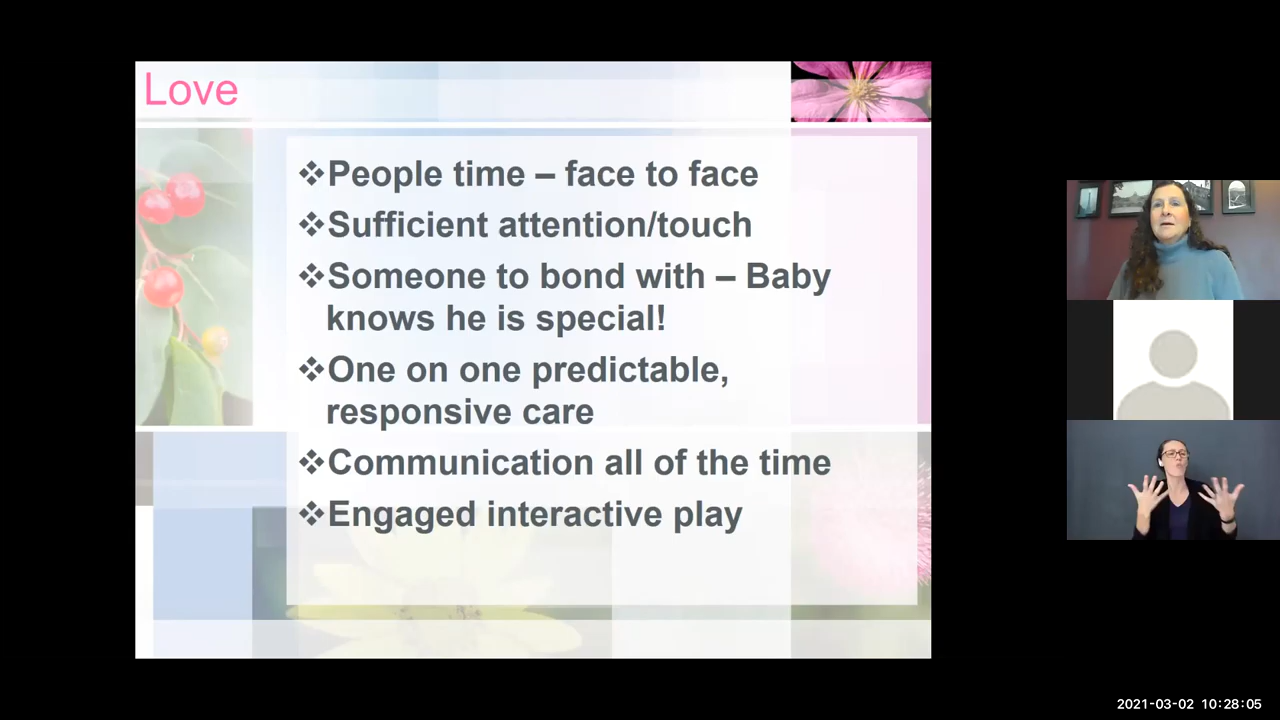 Love
❖People time – face to face
❖Sufficient attention/touch
❖Someone to bond with – Baby
knows he is special!
❖One on one predictable,
responsive care
❖Communication all of the time
❖Engaged interactive play
2021-03-02 10:28:05